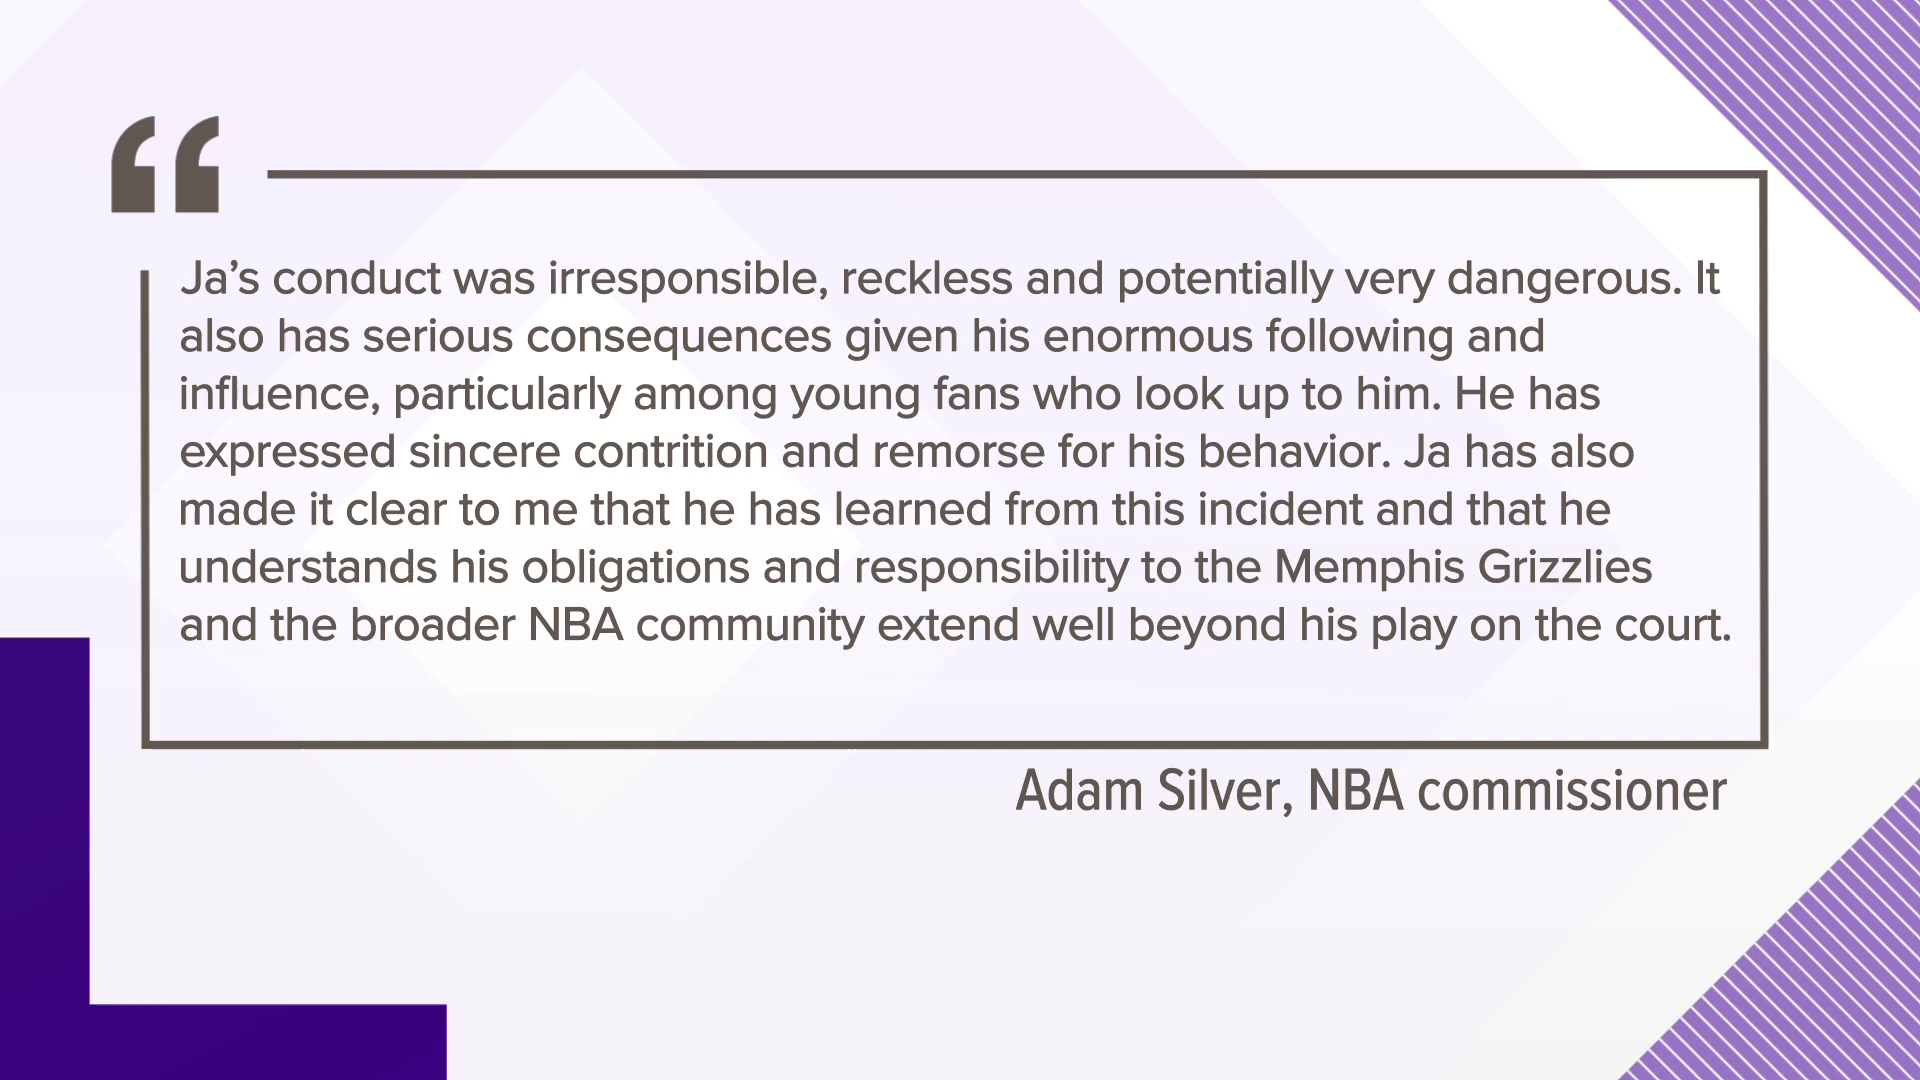 “
Ja’s conduct was irresponsible, reckless and potentially very dangerous. It
also has serious consequences given his enormous following and
influence, particularly among young fans who look up to him. He has
expressed sincere contrition and remorse for his behavior. Ja has also
made it clear to me that he has learned from this incident and that he
understands his obligations and responsibility to the Memphis Grizzlies
and the broader NBA community extend well beyond his play on the court.
Adam Silver, NBA commissioner